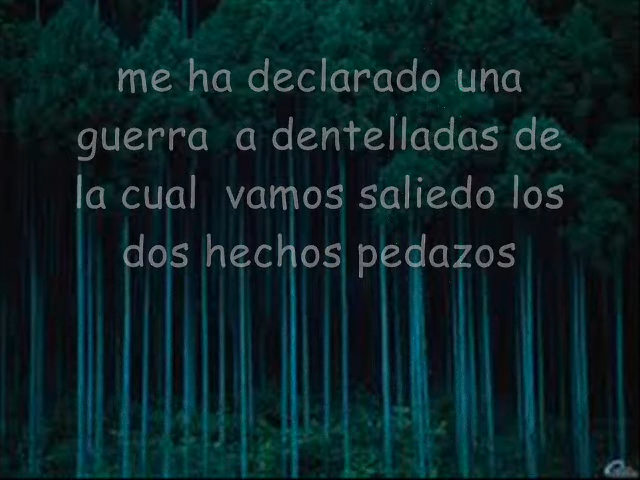 me ha declarado una
guerra  a dentelladas de
la cual  vamos saliedo los
dos hechos pedazos